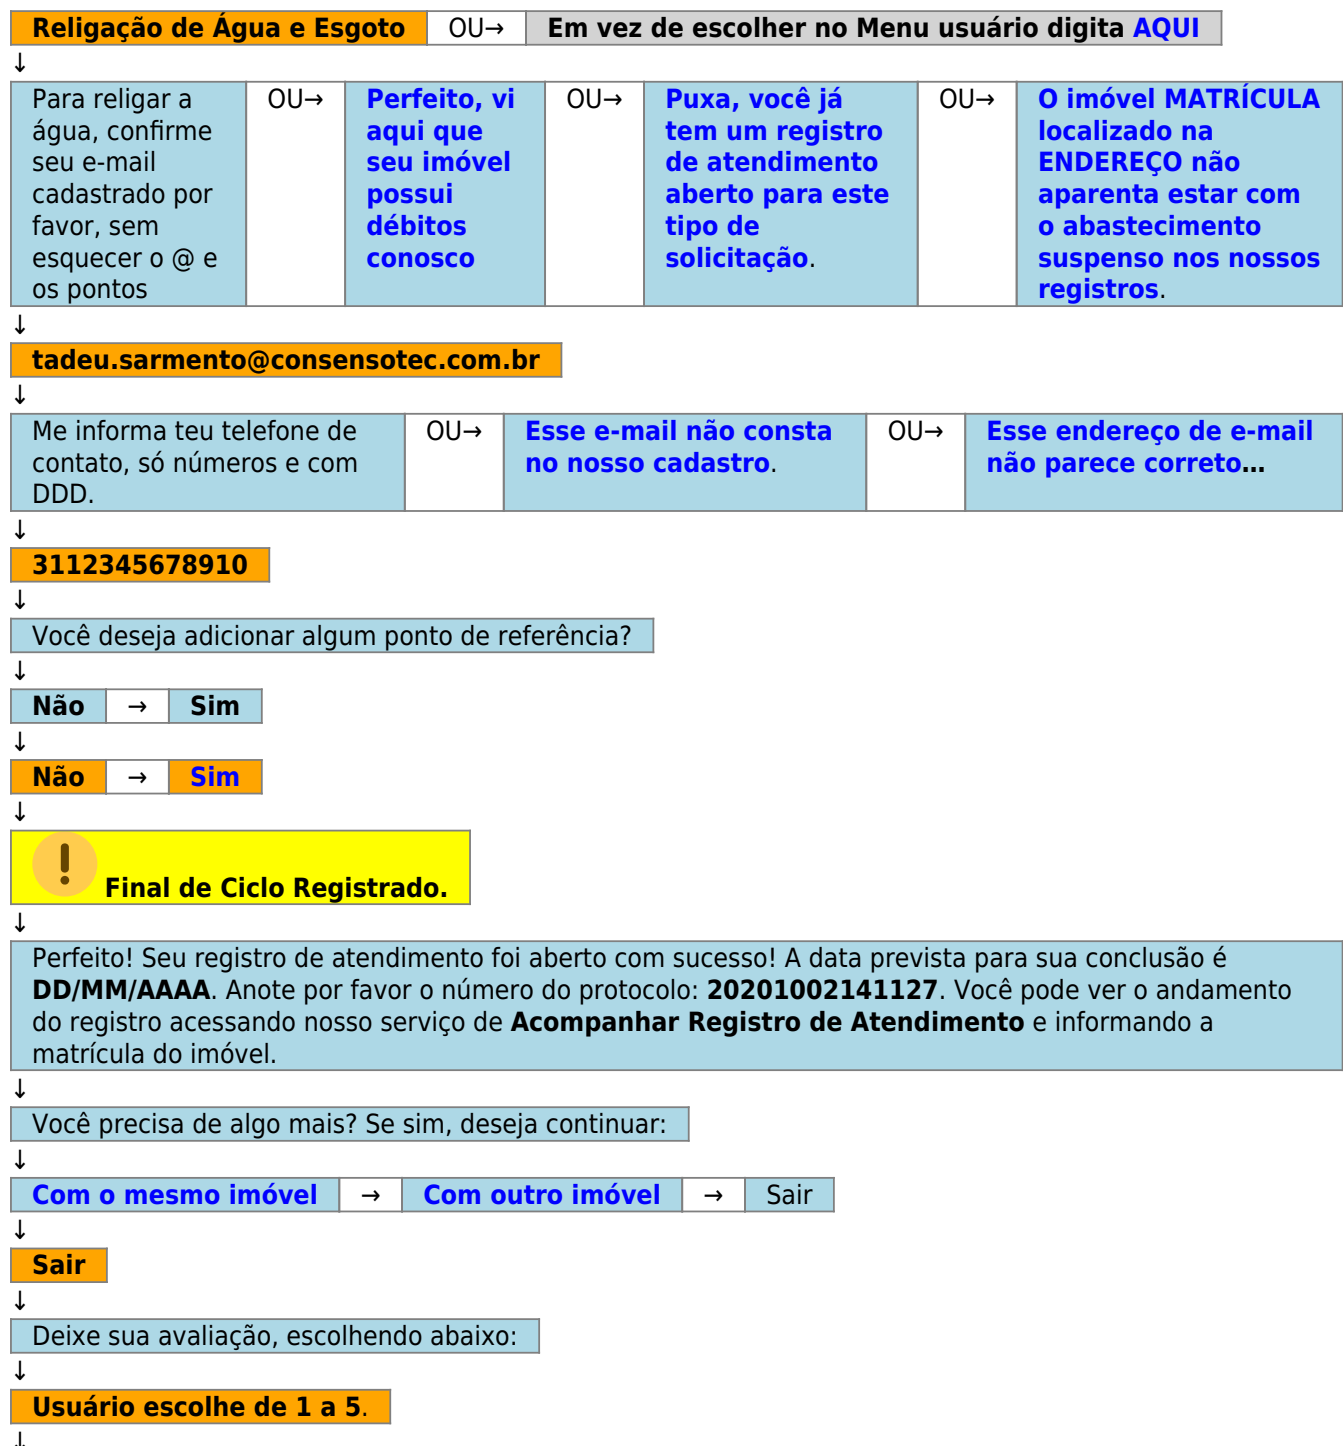 Religação de Água e Esgoto OU→ Em vez de escolher no Menu usuário digita AQUI
↓
Para religar a
água, confirme
seu e-mail
cadastrado por
favor, sem
esquecer o @ e
os pontos
OU→
Perfeito, vi
aqui que
seu imóvel
possui
débitos
conosco
OU→
Puxa, você já
tem um registro
de atendimento
aberto para este
tipo de
solicitação.
OU→
O imóvel MATRÍCULA
localizado na
ENDEREÇO não
aparenta estar com
o abastecimento
suspenso nos nossos
registros.
↓
tadeu.sarmento@consensotec.com.br
↓
Me informa teu telefone de
contato, só números e com
DDD.
OU→
Esse e-mail não consta
no nosso cadastro.
OU→
Esse endereço de e-mail
não parece correto...
↓
3112345678910
↓
Você deseja adicionar algum ponto de referência?
↓
Não → Sim
↓
Não → Sim
↓
Final de Ciclo Registrado.
↓
Perfeito! Seu registro de atendimento foi aberto com sucesso! A data prevista para sua conclusão é
DD/MM/AAAA. Anote por favor o número do protocolo: 20201002141127. Você pode ver o andamento
do registro acessando nosso serviço de Acompanhar Registro de Atendimento e informando a
matrícula do imóvel.
↓
Você precisa de algo mais? Se sim, deseja continuar:
↓
Com o mesmo imóvel → Com outro imóvel → Sair
↓
Sair
↓
Deixe sua avaliação, escolhendo abaixo:
↓
Usuário escolhe de 1 a 5.
↓